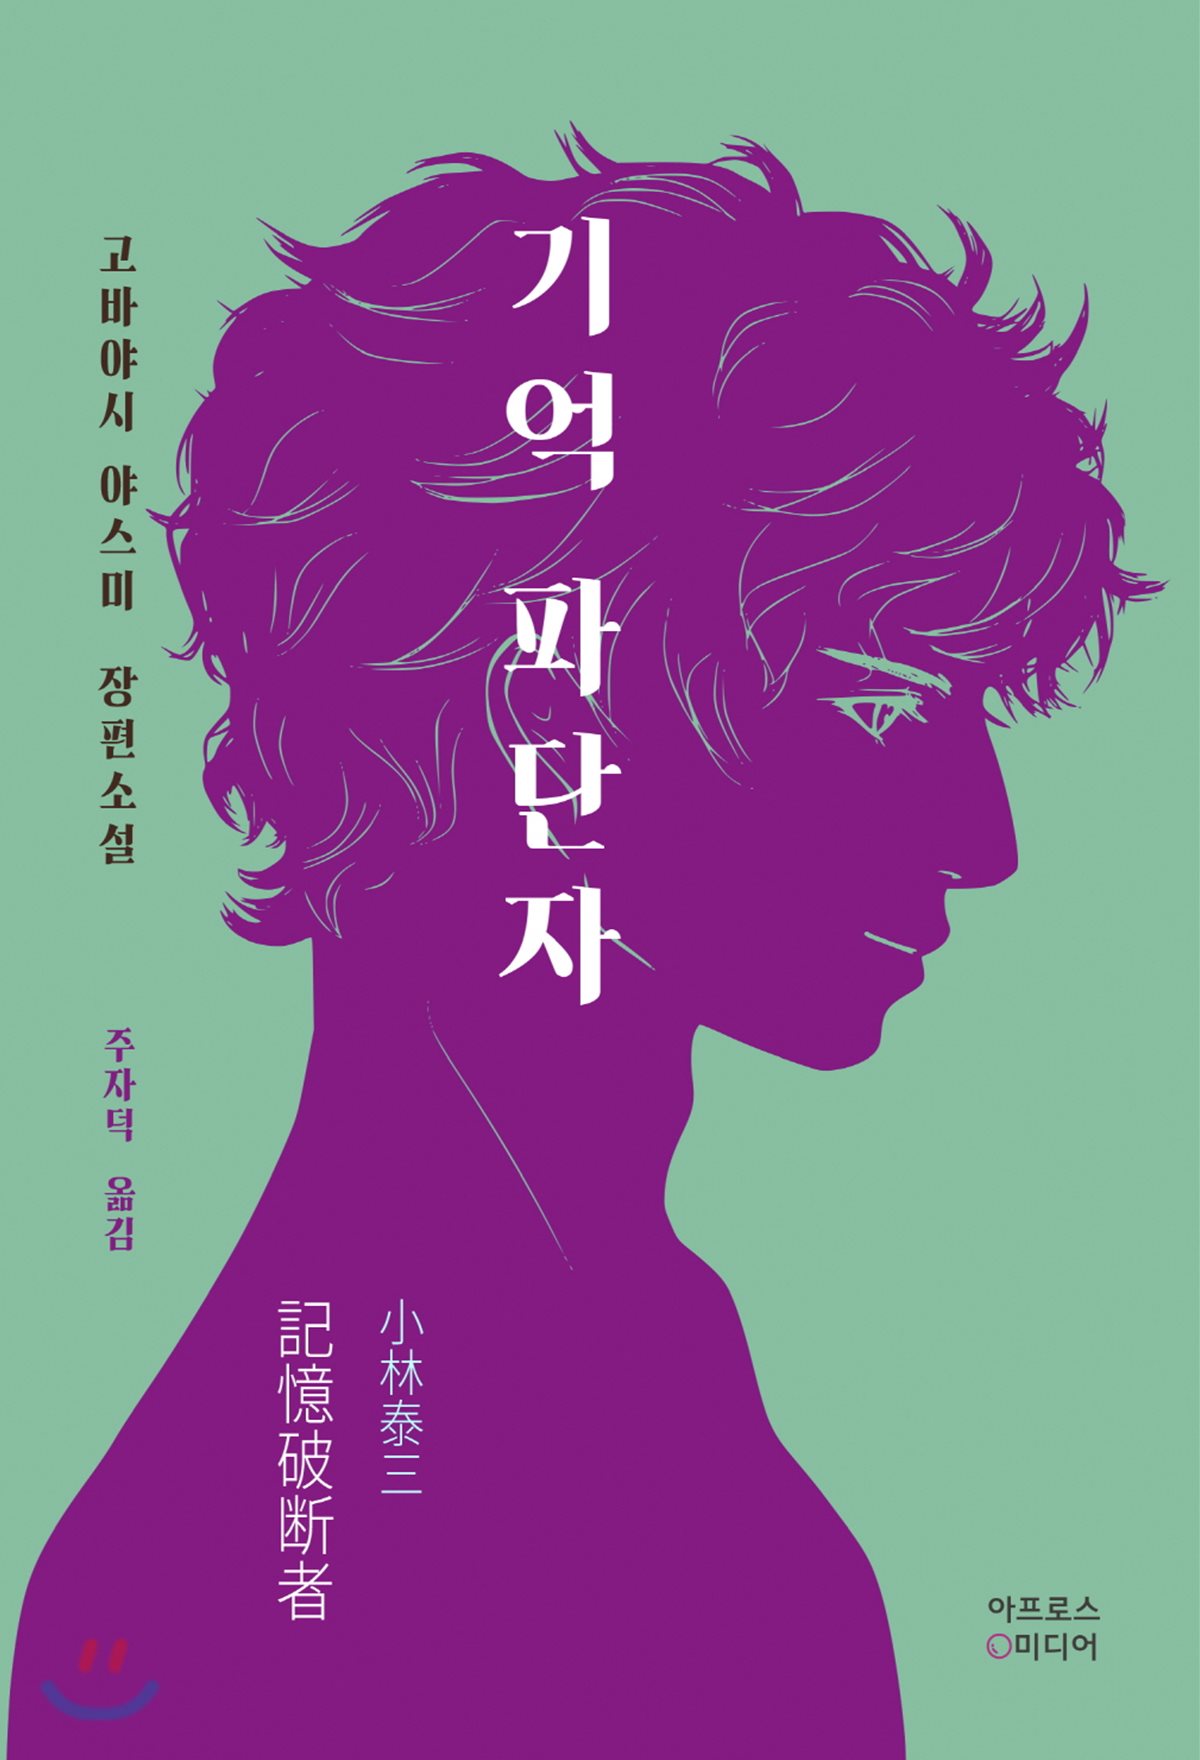 기억 파단자
고바야시 야스미 장편소설
주자덕 옮김
小林泰三
記憶破断者
아프로스
미디어